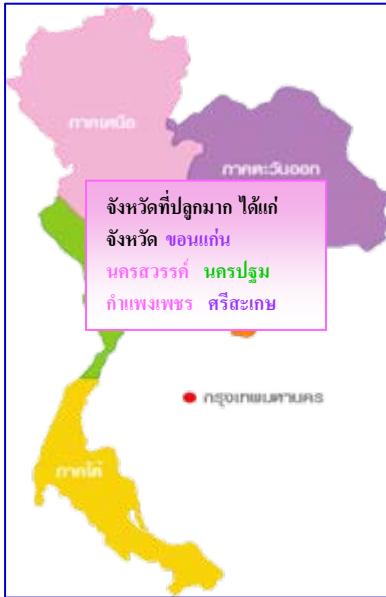 ภาคเหนือ
ภาคตะวันออก
จังหวัดที่ปลูกมาก ได้แก่
จังหวัด ขอนแก่น
นครสวรรค์ นครปฐม
กำแพงเพชร ศรีสะเกษ
กรุงเทพมหานคร
ภาคใต้